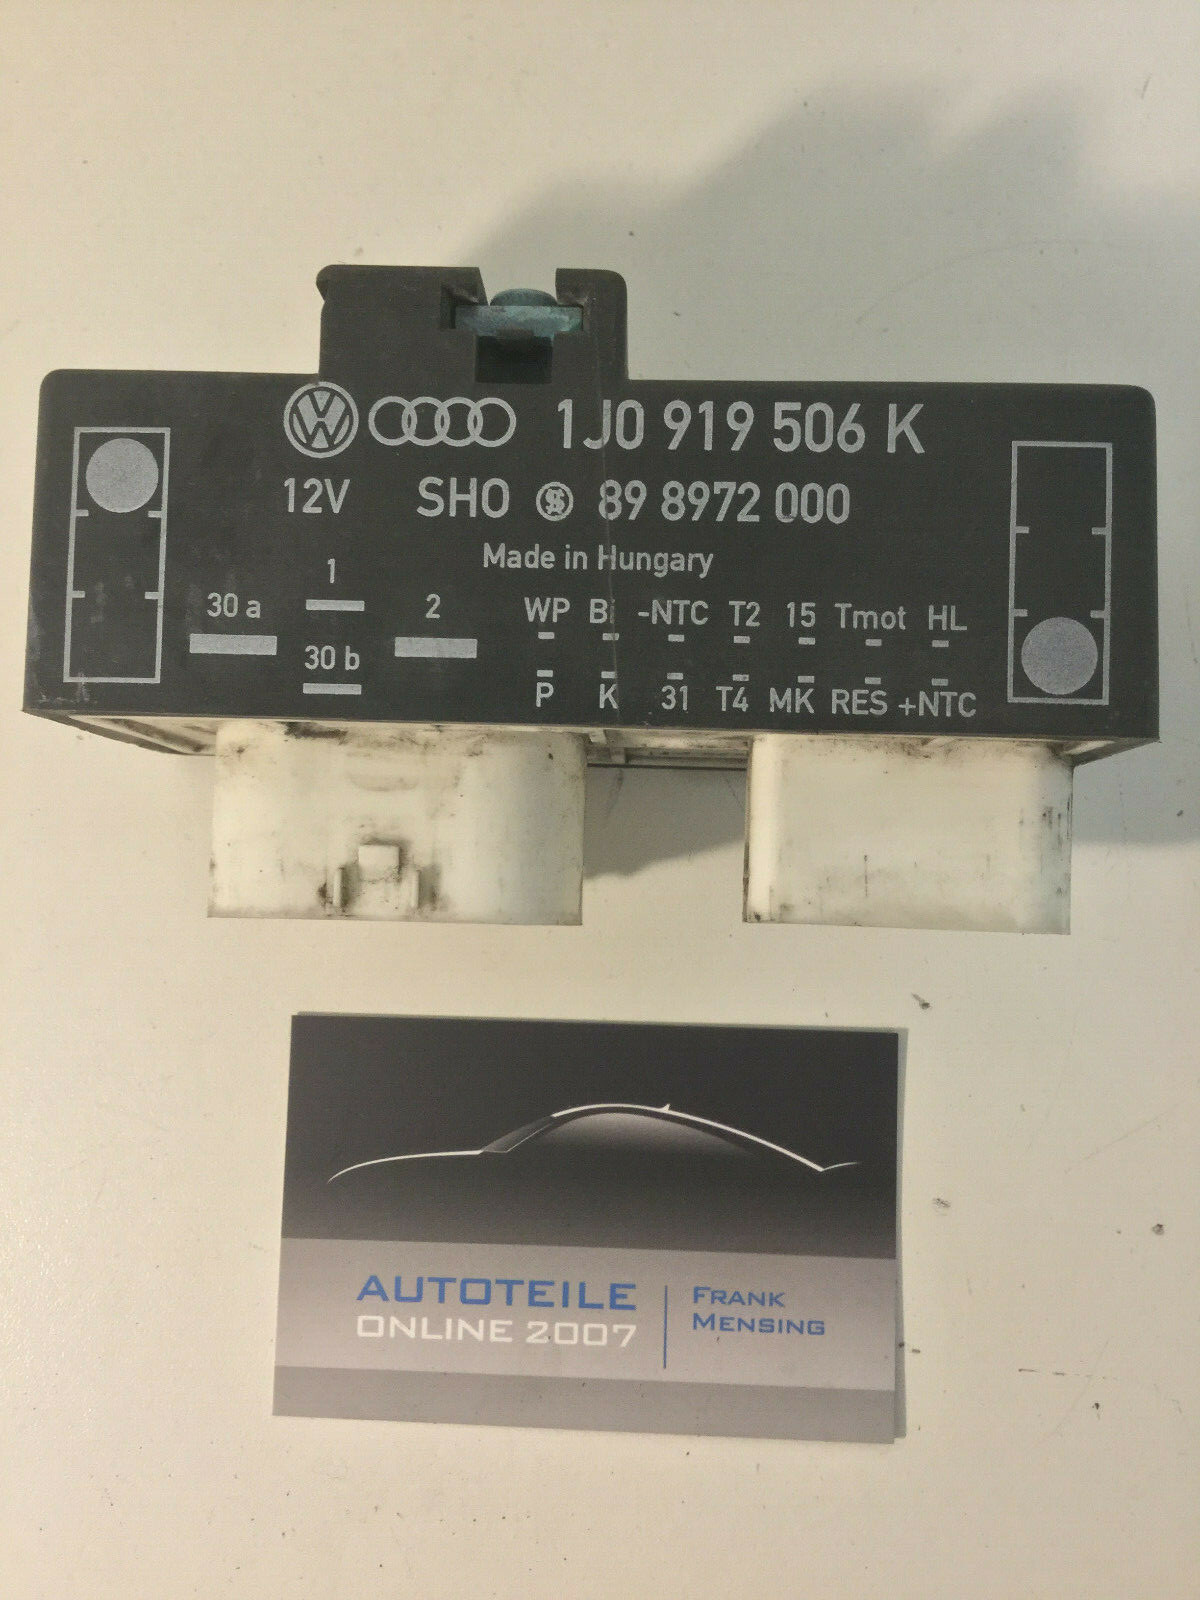 1J0 919 506 K
12V SHO 89 8972 000
Made in Hungary
1
30 a 2 WP Bi -NTC T2 15 Tmot HL
30 b
P K 31 T4 MK RES +NTC
AUTOTEILE
ONLINE 2007
FRANK
MENSING